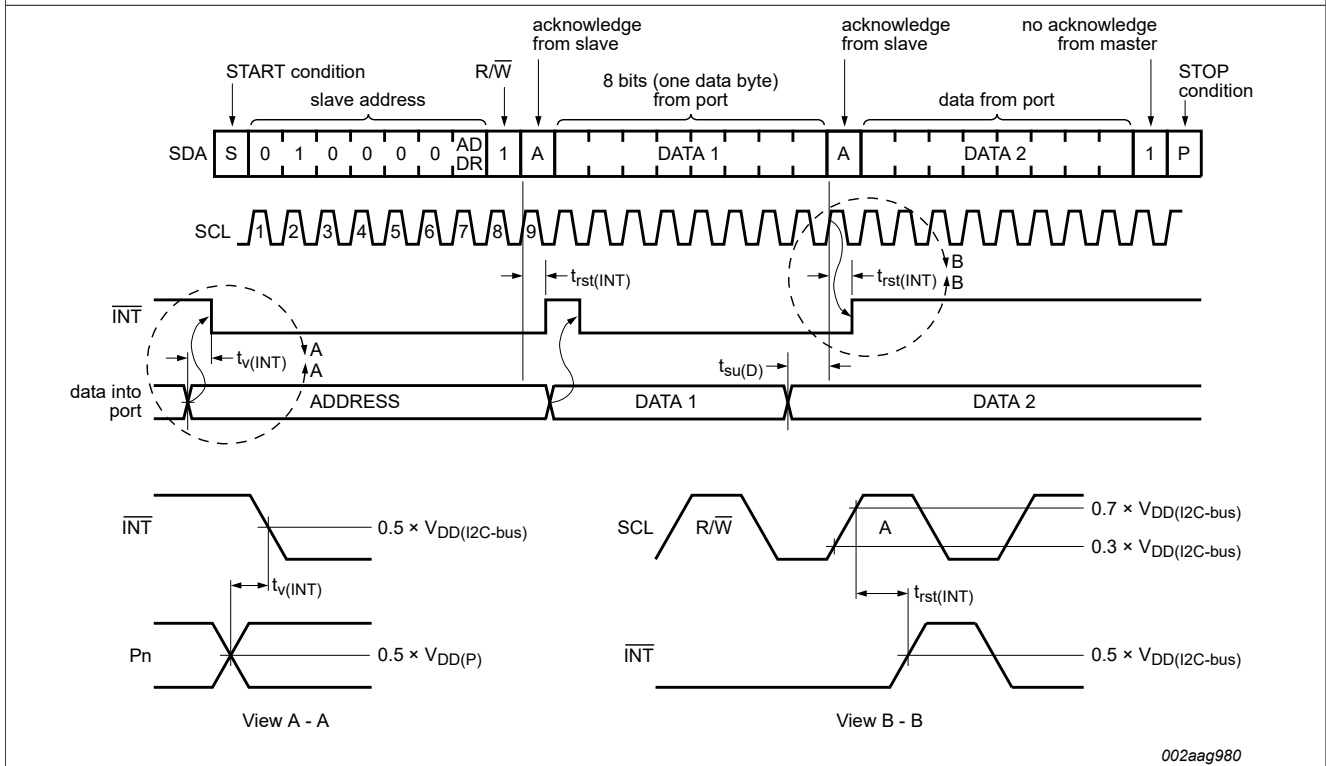 acknowledge
from slave
acknowledge
from slave
no acknowledge
from master
START condition
R/W̅
8 bits (one data byte)
from port
STOP
condition
slave address
data from port
SDA S 0 1 0 0 0 0 AD DR 1 A DATA 1 A DATA 2 1 P
SCL 1 2 3 4 5 6 7 8 9
B
B
trst(INT)
trst(INT)
I̅N̅T̅
A
A
tv(INT)
tsu(D)
data into
port
ADDRESS
DATA 1
DATA 2
I̅N̅T̅
0.5 × VDD(I2C-bus)
tv(INT)
Pn
0.5 × VDD(P)
View A - A
SCL
R/W̅
A
0.7 × VDD(I2C-bus)
0.3 × VDD(I2C-bus)
trst(INT)
I̅N̅T̅
0.5 × VDD(I2C-bus)
View B - B
002aag980